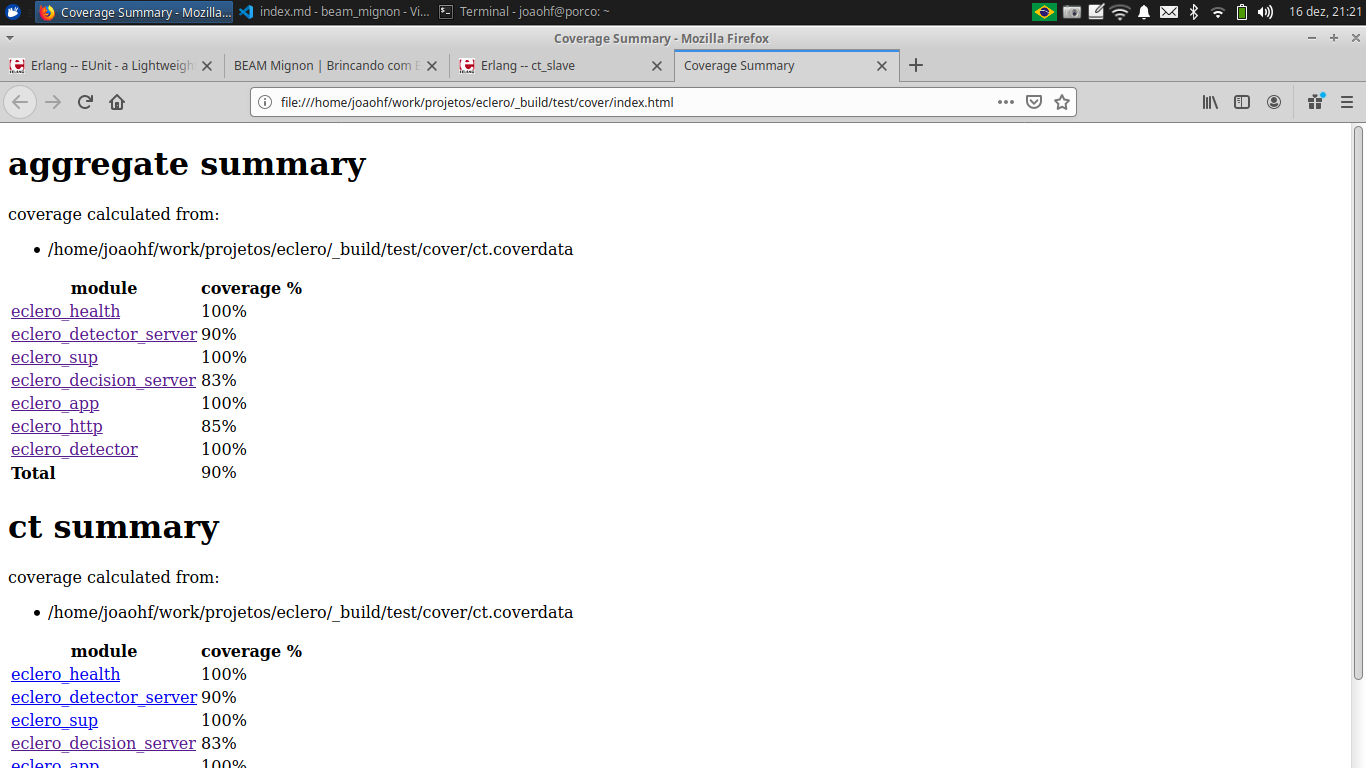 Coverage Summary - Mozilla...
index.md - beam_mignon - Vi...
Terminal - joaohf@porco: ~
16 dez, 21:21
Coverage Summary - Mozilla Firefox
Erlang -- EUnit - a Lightweigh
BEAM Mignon | Brincando com E
Erlang -- ct_slave
Coverage Summary
file:///home/joaohf/work/projetos/eclero/_build/test/cover/index.html
aggregate summary
coverage calculated from:
• /home/joaohf/work/projetos/eclero/_build/test/cover/ct.coverdata
module coverage %
eclero_health 100%
eclero_detector_server 90%
eclero_sup 100%
eclero_decision_server 83%
eclero_app 100%
eclero_http 85%
eclero_detector 100%
Total 90%
ct summary
coverage calculated from:
• /home/joaohf/work/projetos/eclero/_build/test/cover/ct.coverdata
module coverage %
eclero_health 100%
eclero_detector_server 90%
eclero_sup 100%
eclero_decision_server 83%
eclero_app 100%